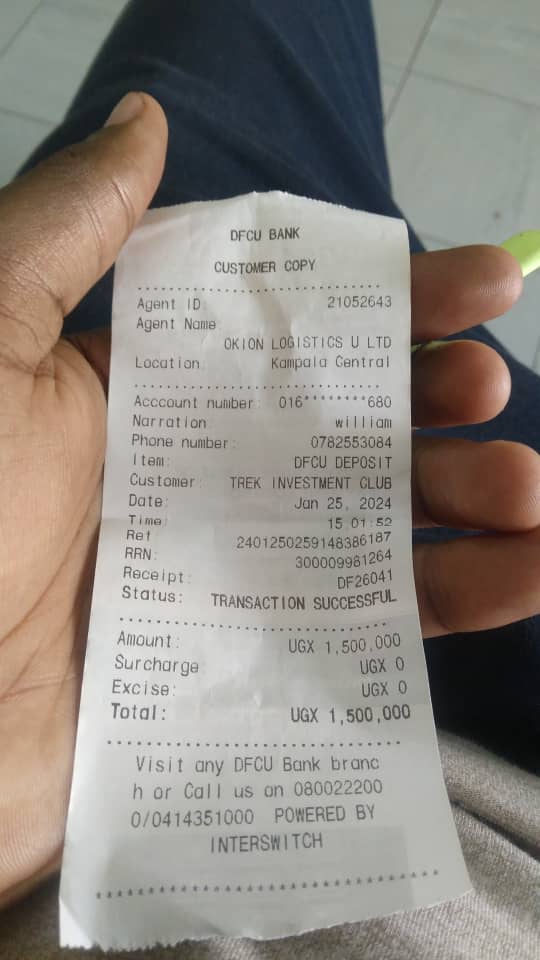 DFCU BANK
CUSTOMER COPY
Agent ID: 21052643
Agent Name:
OKION LOGISTICS U LTD
Location Kampala Central
Acccount number: 016********680
Narration: william
Phone number: 0782553084
Item: DFCU DEPOSIT
Customer: TREK INVESTMENT CLUB
Date: Jan 25, 2024
Time: 15:01:52
Ref 2401250259148386187
RRN: 300009981264
Receipt: DF26041
Status: TRANSACTION SUCCESSFUL
Amount: UGX 1,500,000
Surcharge UGX 0
Excise: UGX 0
Total: UGX 1,500,000
Visit any DFCU Bank branc
h or Call us on 080022200
0/0414351000 POWERED BY
INTERSWITCH